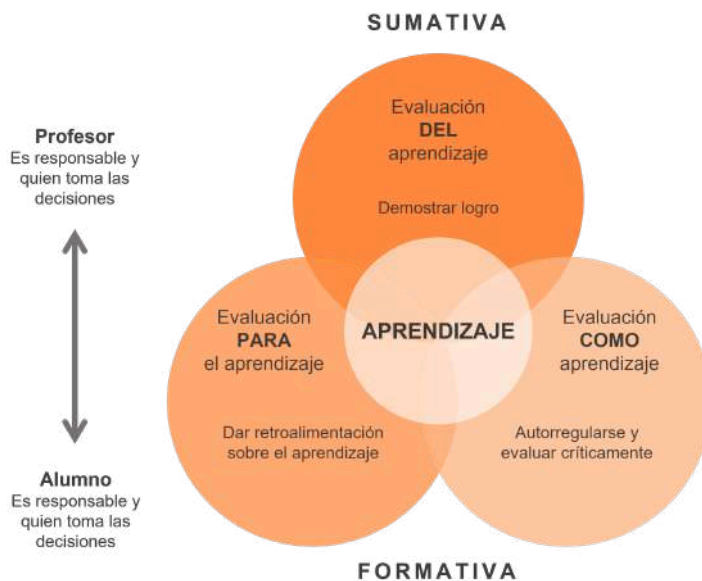 SUMATIVA
Evaluación
DEL
aprendizaje
Demostrar logro
Profesor
Es responsable y
quien toma las
decisiones
Evaluación
PARA
el aprendizaje
APRENDIZAJE
Evaluación
COMO
aprendizaje
Dar retroalimentación
sobre el aprendizaje
Autorregularse y
evaluar críticamente
Alumno
Es responsable y
quien toma las
decisiones
FORMATIVA